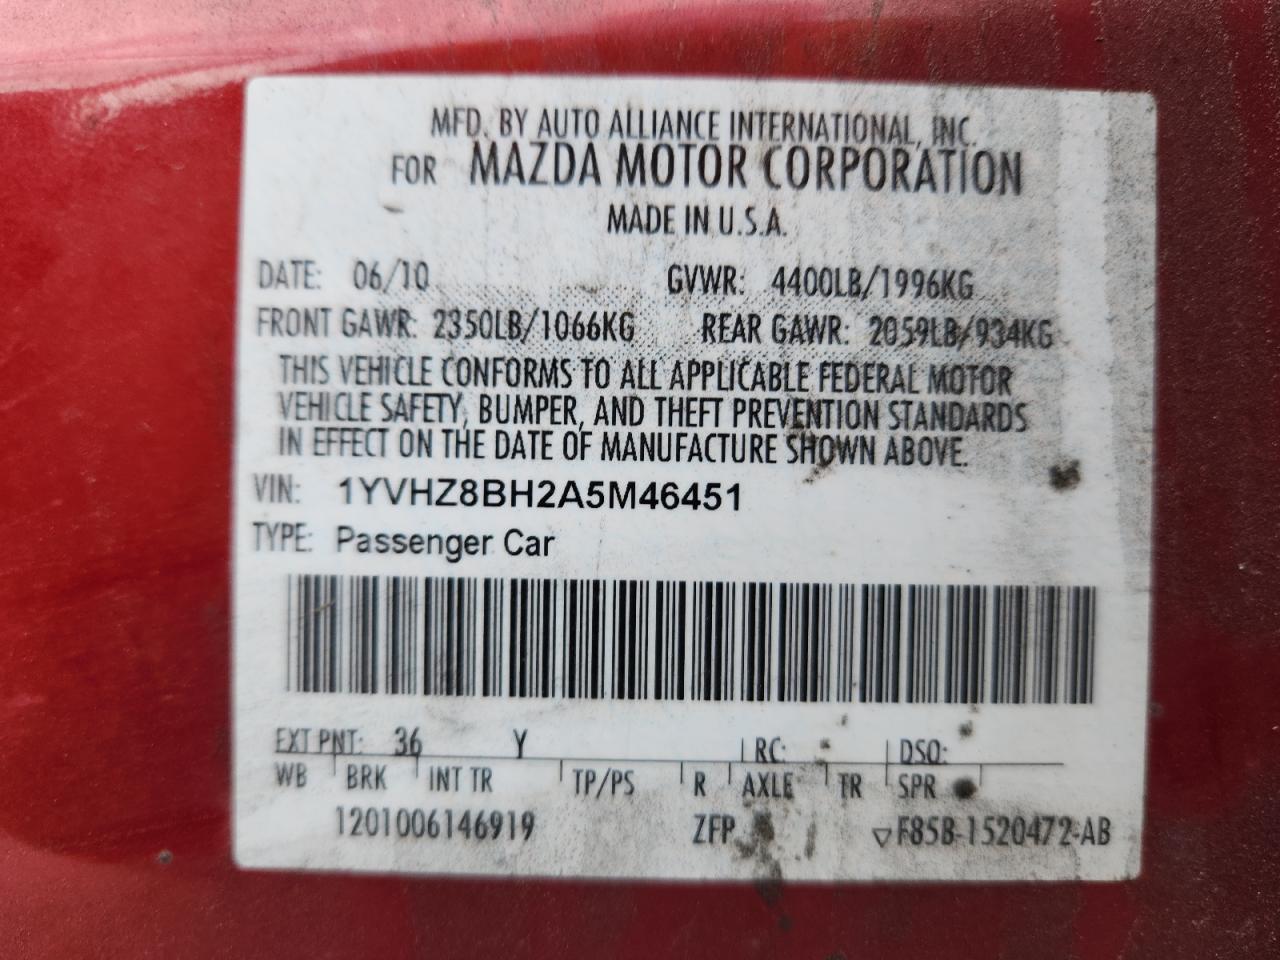 MFD. BY AUTO ALLIANCE INTERNATIONAL, INC.
FOR MAZDA MOTOR CORPORATION
MADE IN U.S.A.
DATE: 06/10 GVWR: 4400LB/1996KG
FRONT GAWR: 2350LB/1066KG REAR GAWR: 2059LB/934KG
THIS VEHICLE CONFORMS TO ALL APPLICABLE FEDERAL MOTOR
VEHICLE SAFETY, BUMPER, AND THEFT PREVENTION STANDARDS
IN EFFECT ON THE DATE OF MANUFACTURE SHOWN ABOVE.
VIN: 1YVHZ8BH2A5M46451
TYPE: Passenger Car
EXT PNT: 36 Y RC: DSO:
WB BRK INT TR TP/PS R AXLE TR SPR
1201006146919 ZFP ▽F85B-1520472-AB